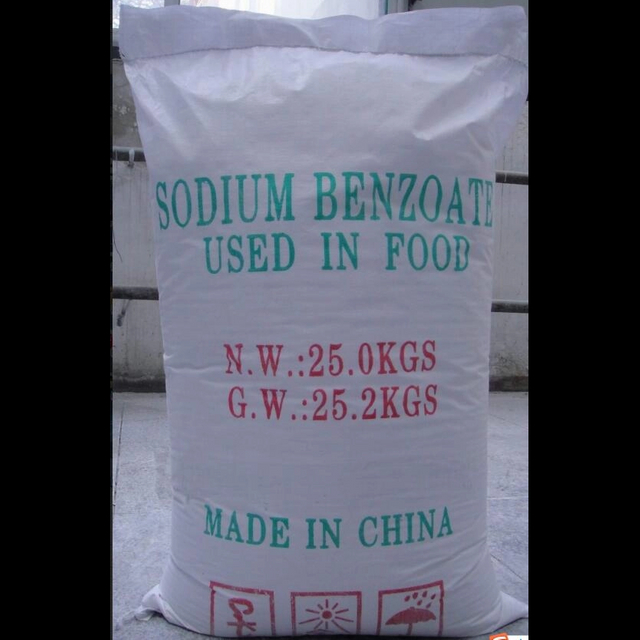 SODIUM BENZOATE
USED IN FOOD
N.W.:25.0KGS
G.W.:25.2KGS
MADE IN CHINA